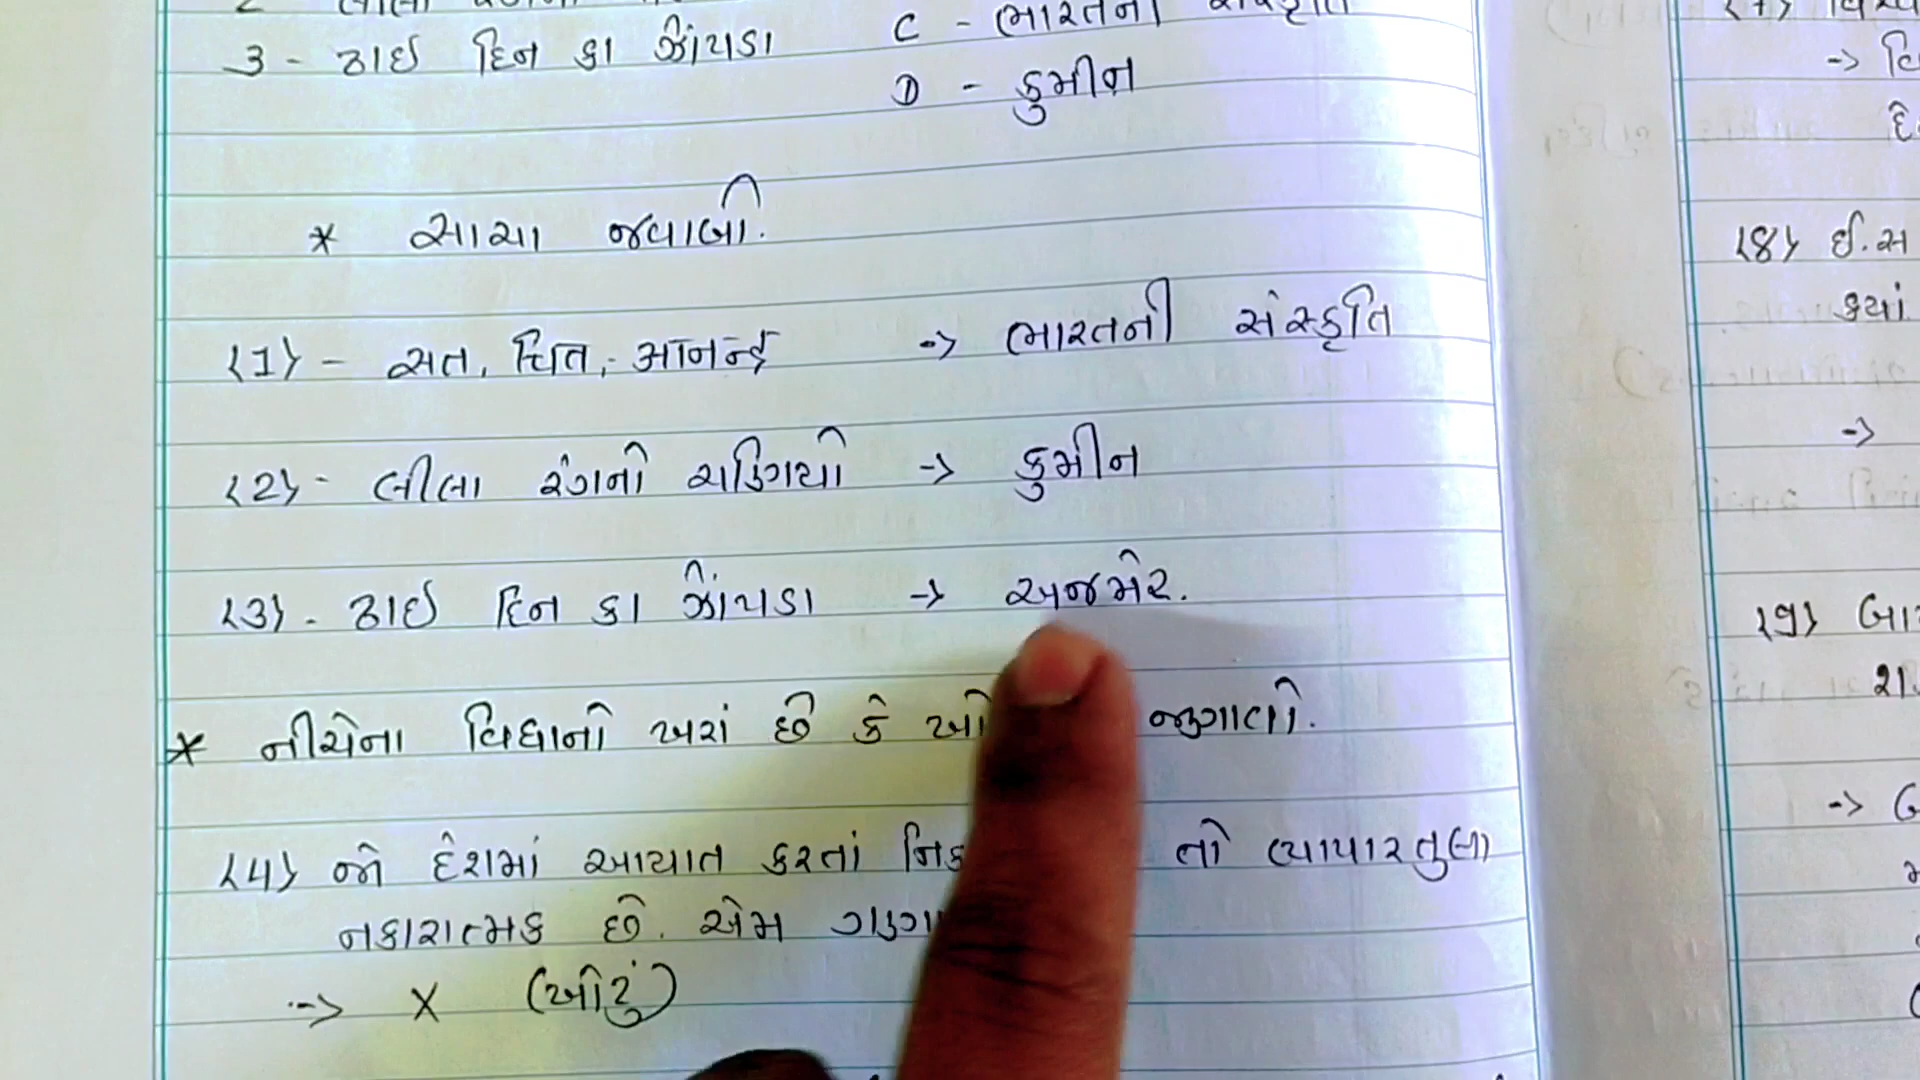 3 - ઢાઈ દિન કા ઝોંપડા
C - ભારતની
D - કુમીન
* સાચા જવાબો.
(1) - સત, ચિત, આનન્દ -> ભારતની સંસ્કૃતિ
(2) - લીલા રંગનો ચળકિયો -> કુમીન
(3) - ઢાઈ દિન કા ઝોંપડા -> અજમેર.
* નીચેના વિધાનો ખરાં છે કે ખો જણાવો.
(4) જો દેશમાં આયાત કરતાં નિક તો વ્યાપારતુલા
નકારાત્મક છે. એમ ગણા
-> X (ખોટું)
(8) ઈ.સ
ક્યાં
->
(9)
->